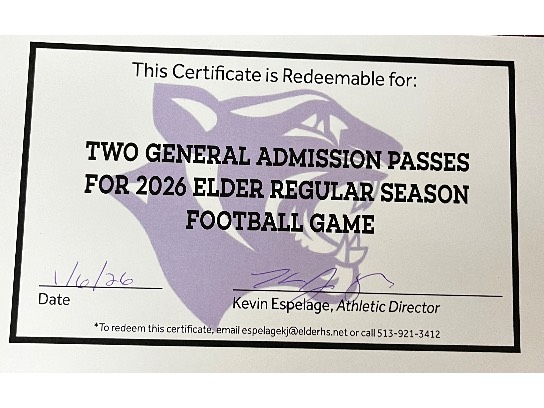 This Certificate is Redeemable for:
TWO GENERAL ADMISSION PASSES
FOR 2026 ELDER REGULAR SEASON
FOOTBALL GAME
1/6/26
Date
Kevin Espelage, Athletic Director
*To redeem this certificate, email espelagekj@elderhs.net or call 513-921-3412